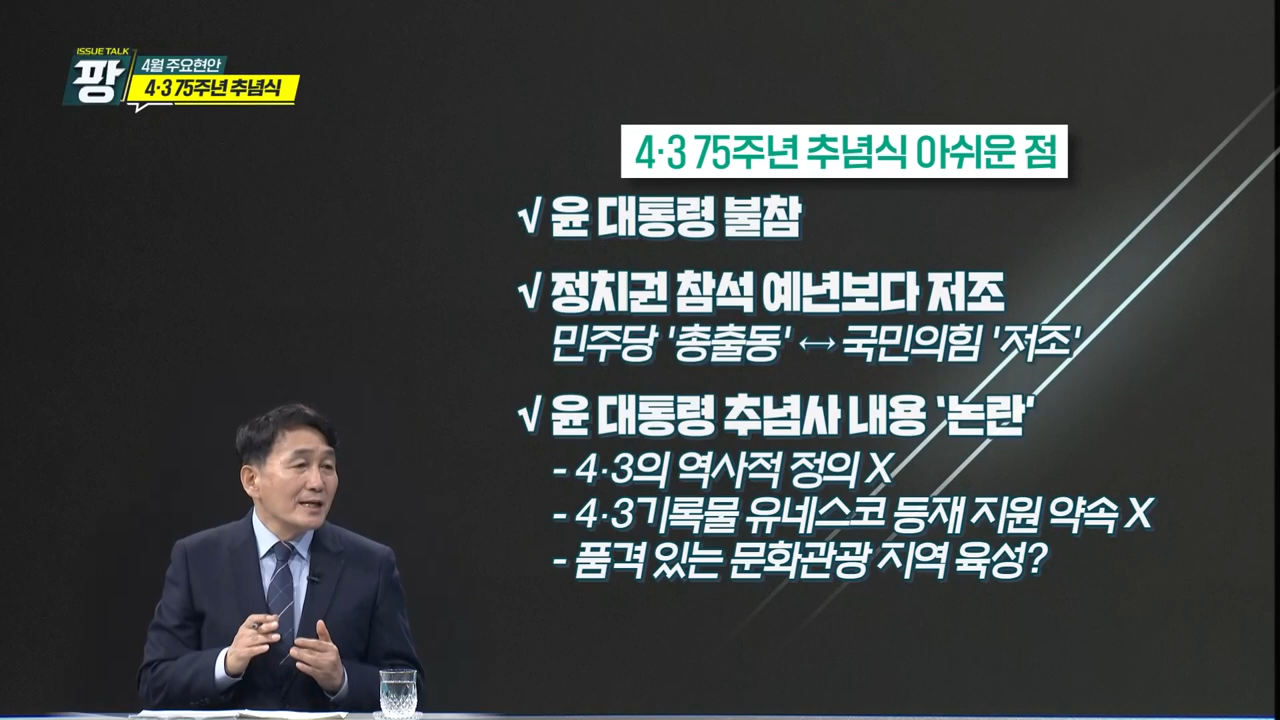 ISSUE TALK
팡
4월 주요현안
4·3 75주년 추념식
4·3 75주년 추념식 아쉬운 점
√ 윤 대통령 불참
√ 정치권 참석 예년보다 저조
민주당 '총출동' ↔ 국민의힘 '저조'
√ 윤 대통령 추념사 내용 '논란'
- 4·3의 역사적 정의 X
- 4·3기록물 유네스코 등재 지원 약속 X
- 품격 있는 문화관광 지역 육성?